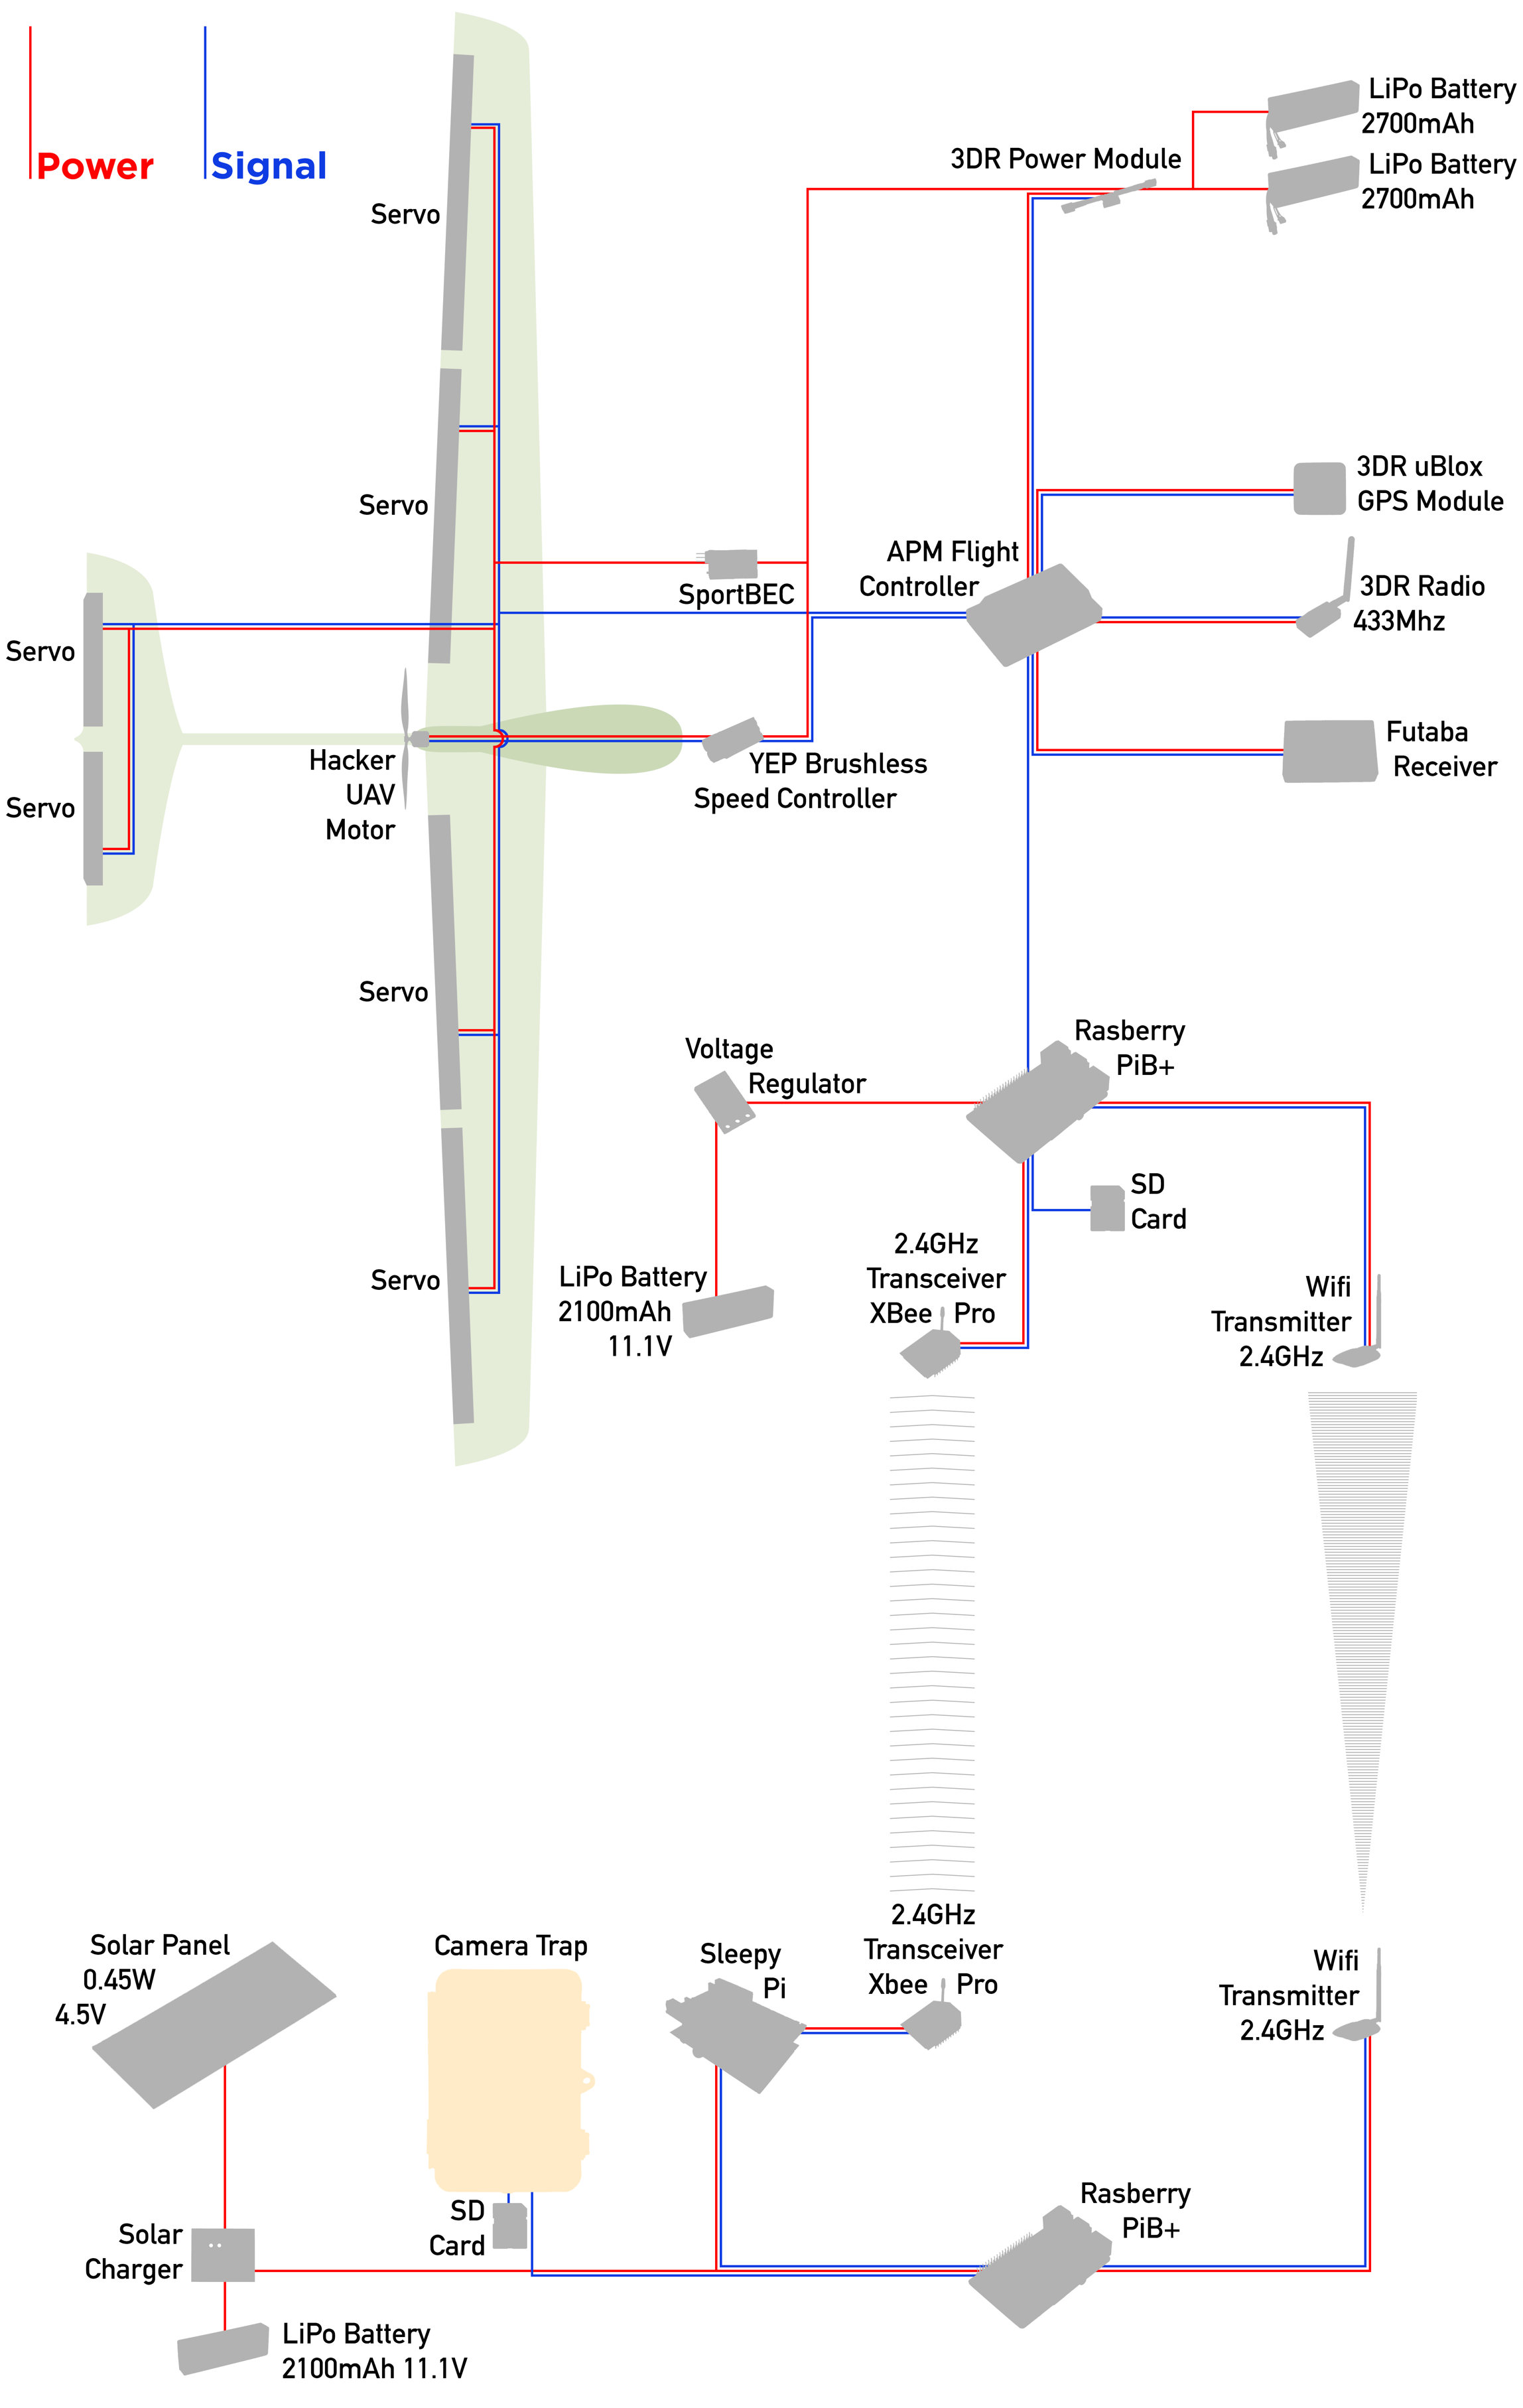 Power
Signal
LiPo Battery
2700mAh
3DR Power Module
LiPo Battery
2700mAh
Servo
3DR uBlox
GPS Module
Servo
APM Flight
Controller
3DR Radio
433Mhz
SportBEC
Servo
Futaba
Receiver
Hacker
UAV
Motor
YEP Brushless
Speed Controller
Servo
Servo
Rasberry
PiB+
Voltage
Regulator
SD
Card
2.4GHz
Transceiver
XBee Pro
Servo
LiPo Battery
2100mAh
11.1V
Wifi
Transmitter
2.4GHz
2.4GHz
Transceiver
Xbee Pro
Solar Panel
0.45W
4.5V
Camera Trap
Sleepy
Pi
Wifi
Transmitter
2.4GHz
Rasberry
PiB+
SD
Card
Solar
Charger
LiPo Battery
2100mAh 11.1V